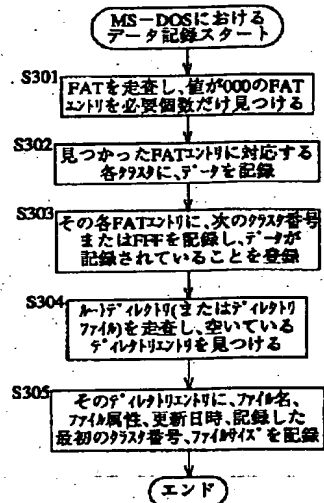 MS-DOSにおける
データ記録スタート
S301
FATを走査し、値が000のFAT
エントリを必要個数だけ見つける
S302
見つかったFATエントリに対応する
各クラスタに、データを記録
S303
その各FATエントリに、次のクラスタ番号
またはFFFを記録し、データが
記録されていることを登録
S304
ルートディレクトリ(またはディレクトリ
ファイル)を走査し、空いている
ディレクトリエントリを見つける
S305
そのディレクトリエントリに、ファイル名、
ファイル属性、更新日時、記録した
最初のクラスタ番号、ファイルサイズを記録
エンド